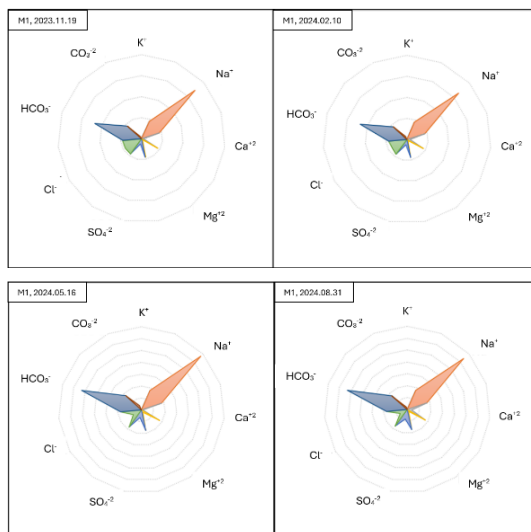 M1, 2023.11.19
K⁺
CO₃⁻²
Na⁺
HCO₃⁻
Ca⁺²
Cl⁻
Mg⁺²
SO₄⁻²
M1, 2024.02.10
K⁺
CO₃⁻²
Na⁺
HCO₃⁻
Ca⁺²
Cl⁻
Mg⁺²
SO₄⁻²
M1, 2024.05.16
K⁺
CO₃⁻²
Na⁺
HCO₃⁻
Ca⁺²
Cl⁻
Mg⁺²
SO₄⁻²
M1, 2024.08.31
K⁺
CO₃⁻²
Na⁺
HCO₃⁻
Ca⁺²
Cl⁻
Mg⁺²
SO₄⁻²